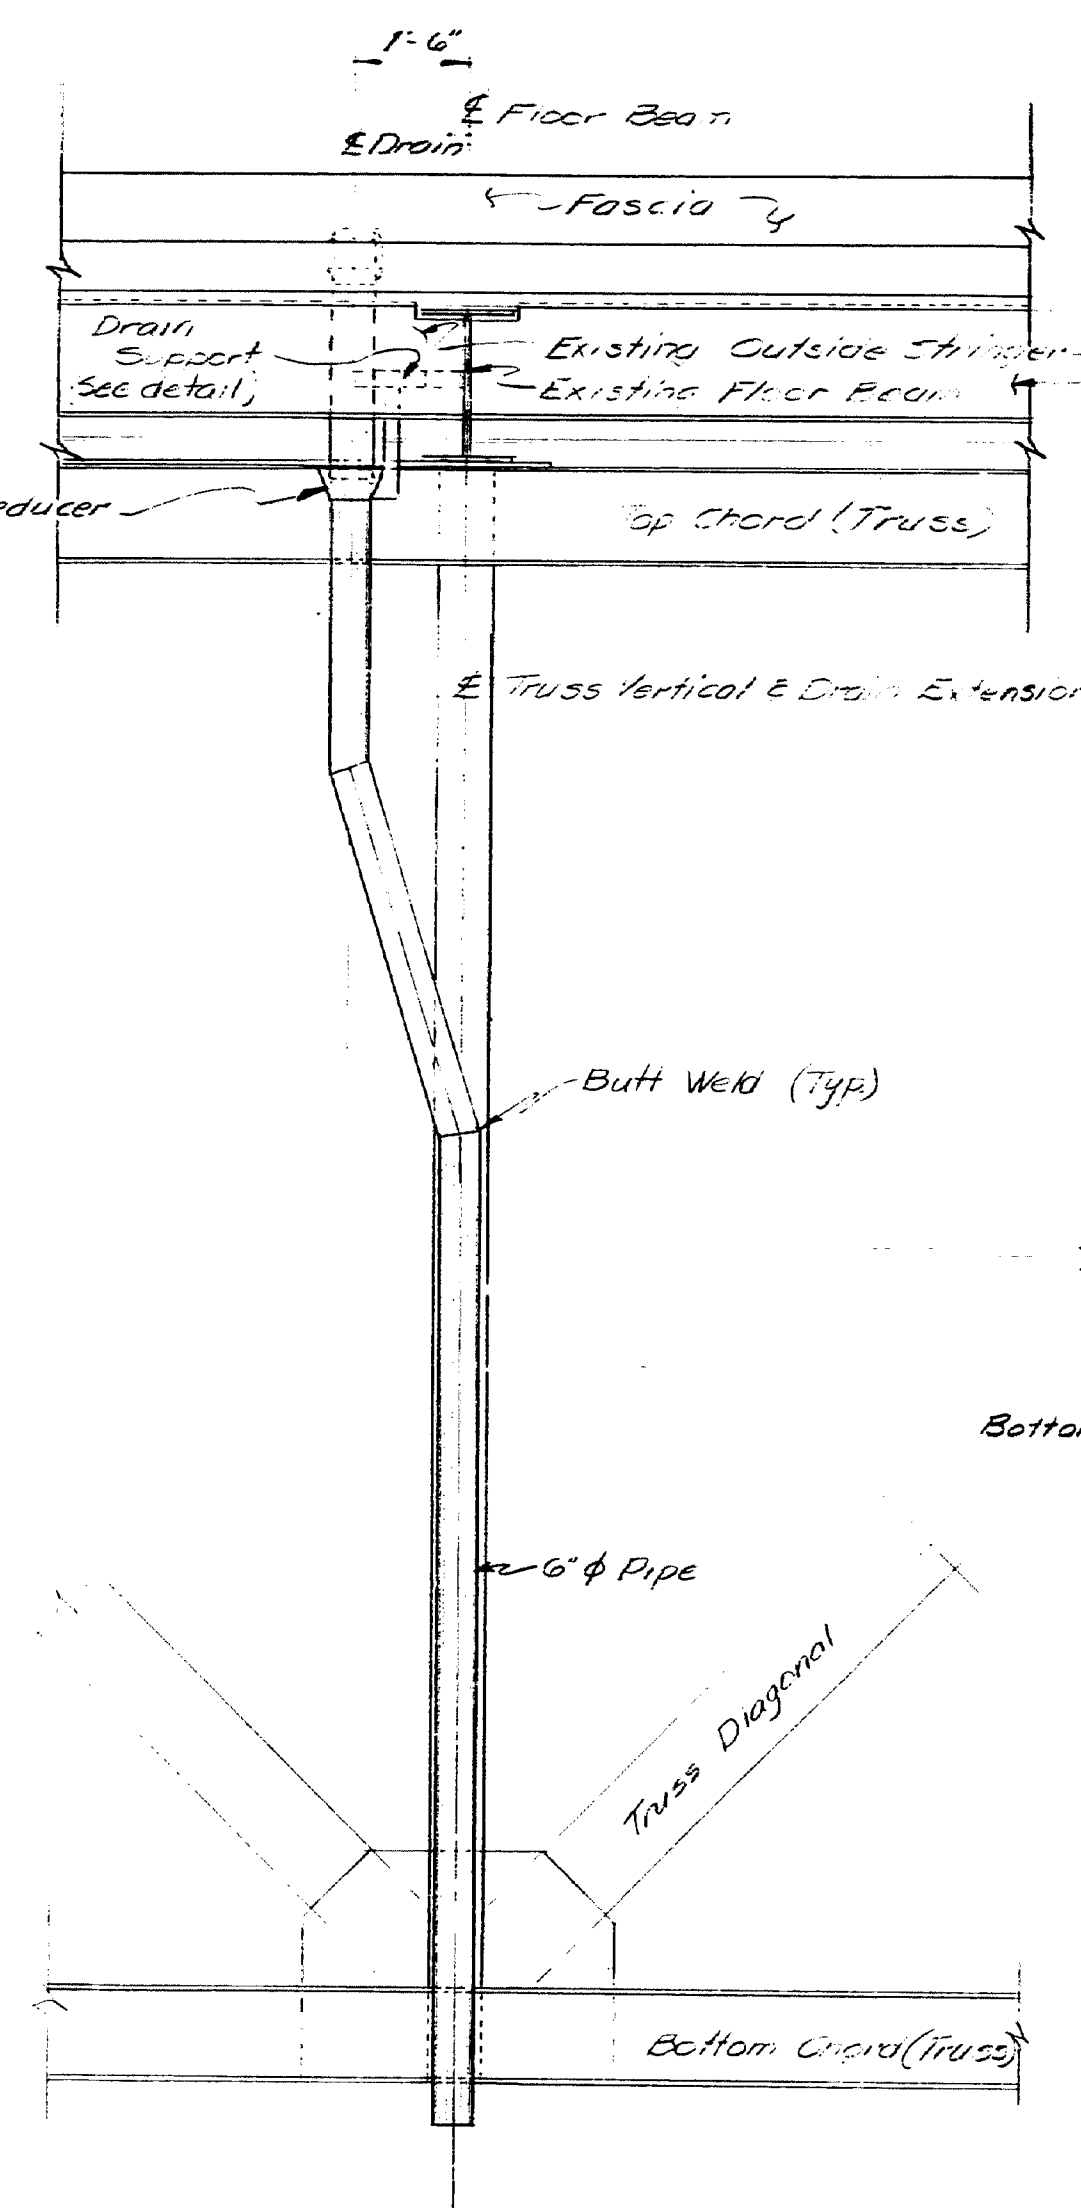 1'-6"
℄ Floor Beam
℄ Drain
Fascia
Drain
Support
See detail
Existing Outside Stringer
Existing Floor Beam
educer
Top Chord (Truss)
℄ Truss Vertical & Drain Extension
Butt Weld (Typ.)
Botto
6" ϕ Pipe
Truss Diagonal
Bottom Chord (Truss)